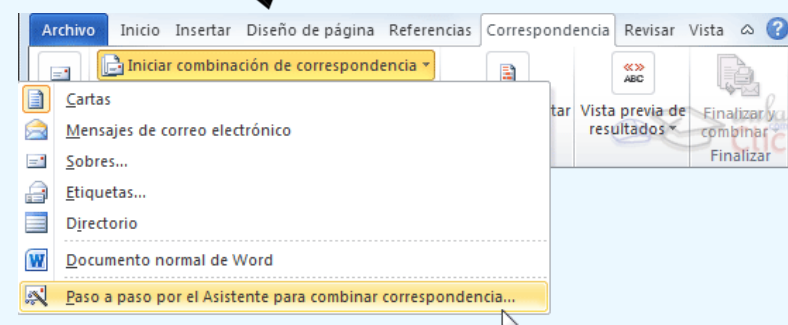 Archivo Inicio Insertar Diseño de página Referencias Correspondencia Revisar Vista
Iniciar combinación de correspondencia
Cartas
Mensajes de correo electrónico
Sobres...
Etiquetas...
Directorio
Documento normal de Word
Paso a paso por el Asistente para combinar correspondencia...
tar
ABC
Vista previa de
resultados
Finalizar y
combinar
Finalizar